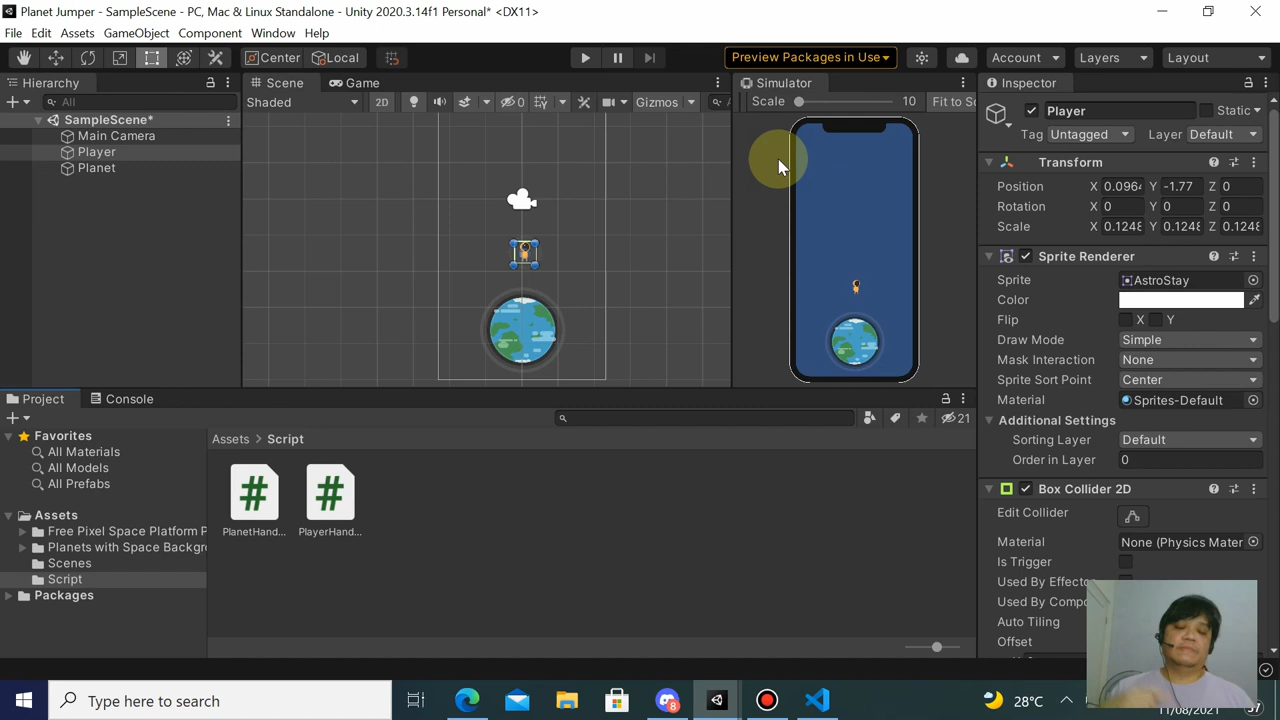 Planet Jumper - SampleScene - PC, Mac & Linux Standalone - Unity 2020.3.14f1 Personal* <DX11>
File Edit Assets GameObject Component Window Help
Center Local Preview Packages in Use Account Layers Layout
Hierarchy Scene Game Simulator Inspector
All Shaded 2D 0 Gizmos Scale 10 Fit to Sc
SampleScene* Player Static
Main Camera Tag Untagged Layer Default
Player
Planet
Transform
Position X 0.0964 Y -1.77 Z 0
Rotation X 0 Y 0 Z 0
Scale X 0.1248 Y 0.1248 Z 0.1248
Sprite Renderer
Sprite AstroStay
Color
Flip X Y
Draw Mode Simple
Mask Interaction None
Sprite Sort Point Center
Material Sprites-Default
Additional Settings
Sorting Layer Default
Order in Layer 0
Box Collider 2D
Edit Collider
Material None (Physics Mater
Is Trigger
Used By Effecto
Used By Compo
Auto Tiling
Offset
Project Console
21
Favorites
All Materials
All Models
All Prefabs
Assets
Free Pixel Space Platform P
Planets with Space Backgro
Scenes
Script
Packages
Assets > Script
PlanetHand... PlayerHand...
Type here to search
8
28°C
11/08/2021